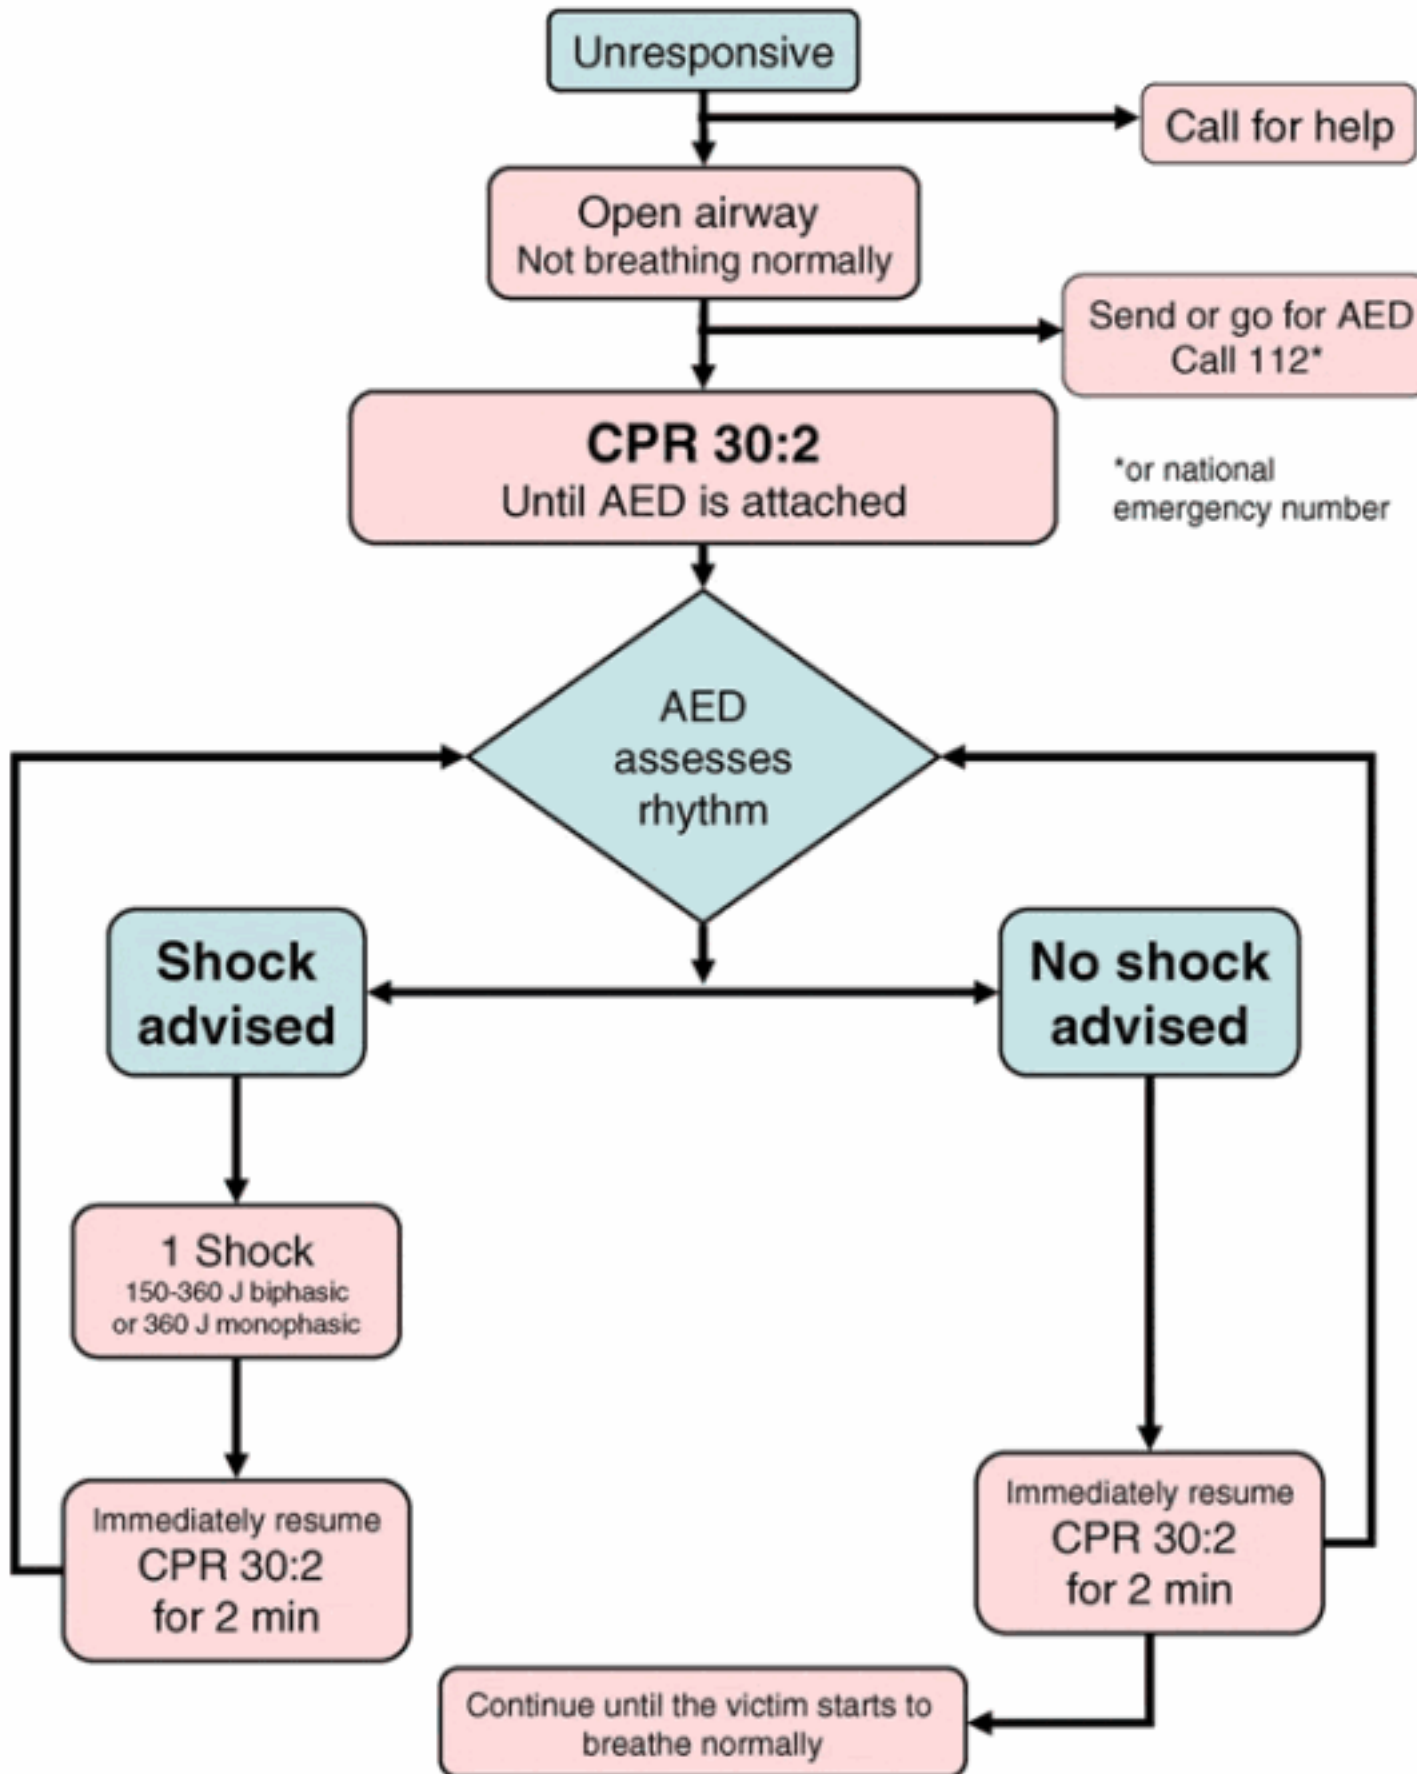 Unresponsive
Call for help
Open airway
Not breathing normally
Send or go for AED
Call 112*
CPR 30:2
Until AED is attached
*or national
emergency number
AED
assesses
rhythm
Shock
advised
No shock
advised
1 Shock
150-360 J biphasic
or 360 J monophasic
Immediately resume
CPR 30:2
for 2 min
Immediately resume
CPR 30:2
for 2 min
Continue until the victim starts to
breathe normally